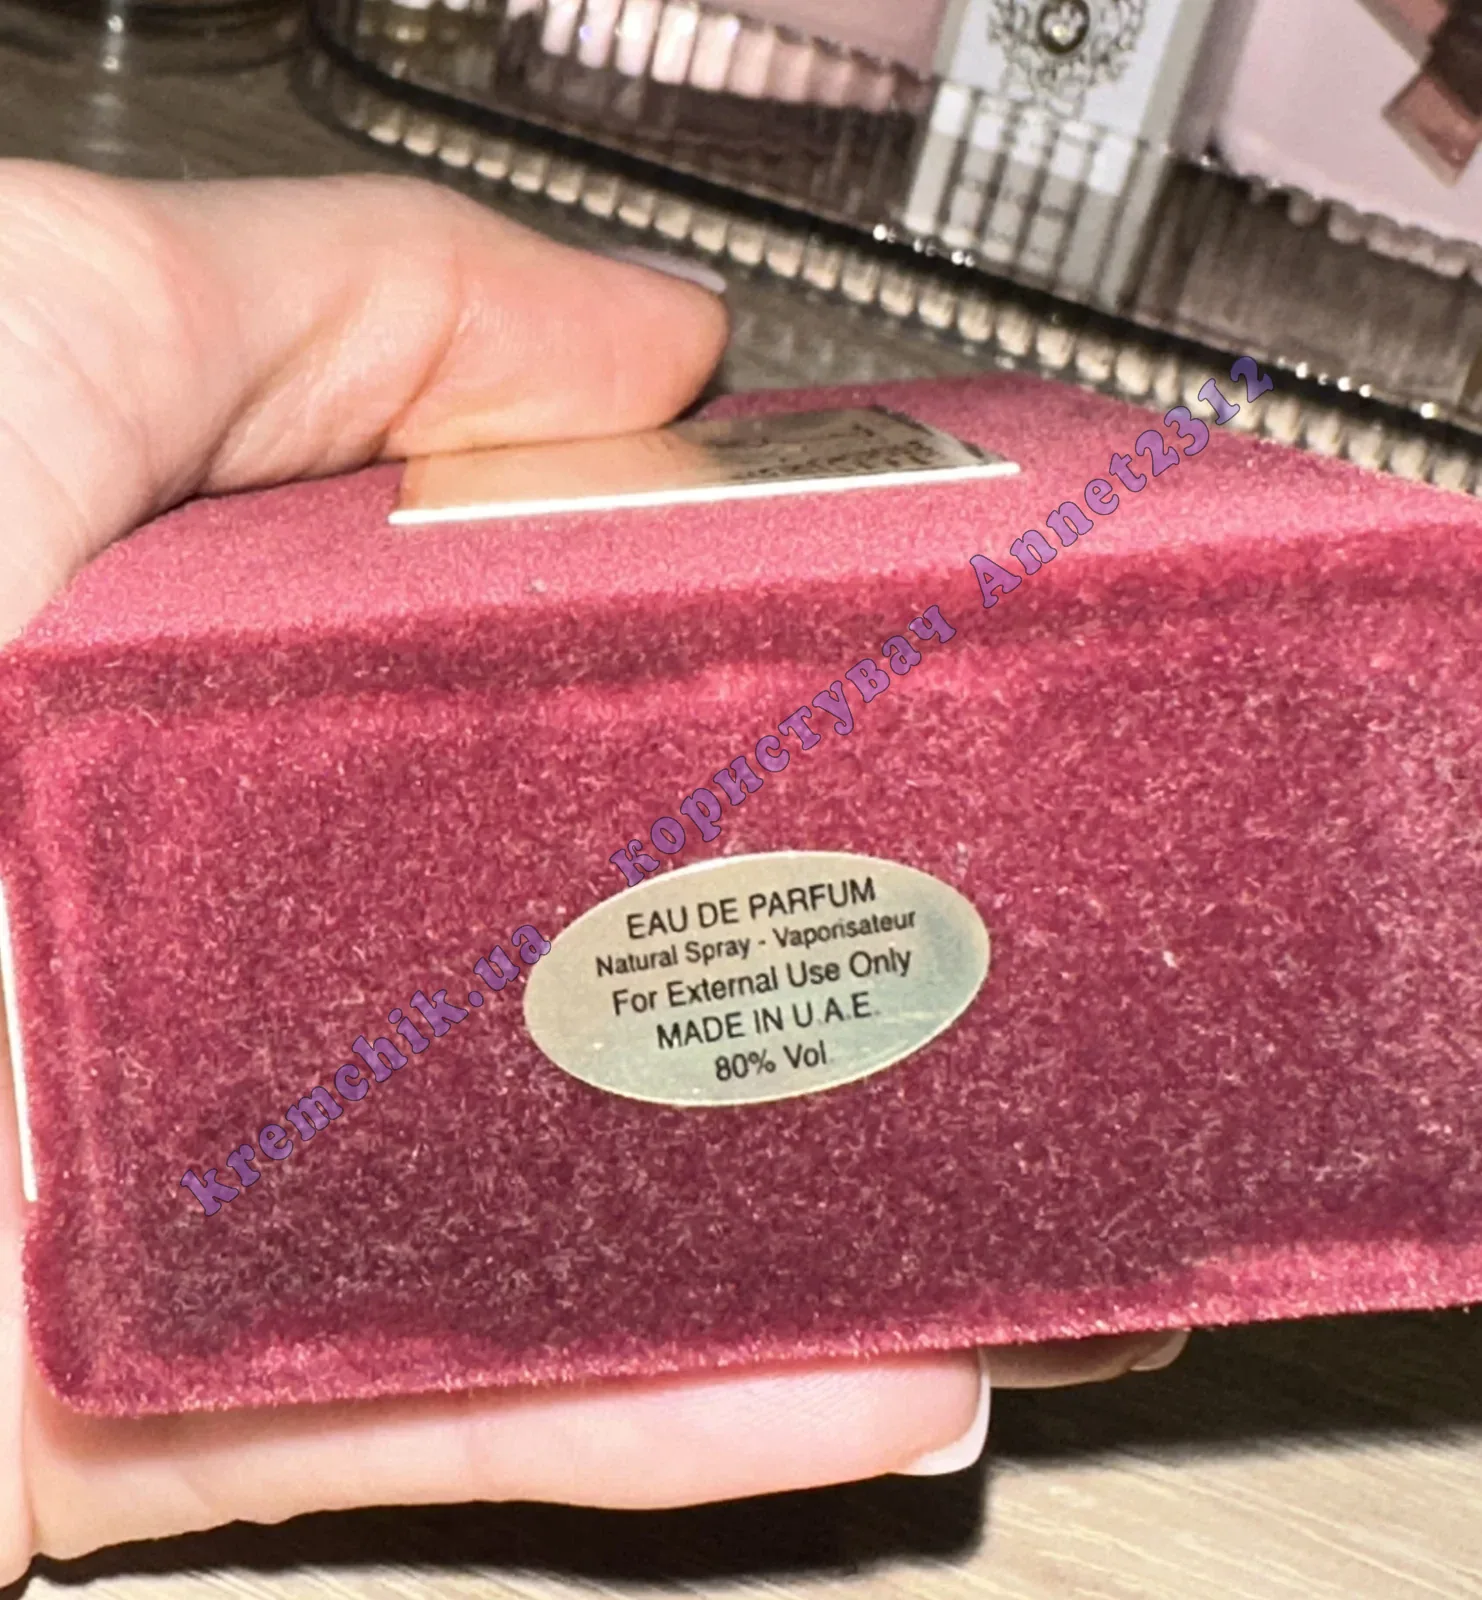 EAU DE PARFUM
Natural Spray - Vaporisateur
For External Use Only
MADE IN U.A.E.
80% Vol
kremchik.ua користувач Annet2312